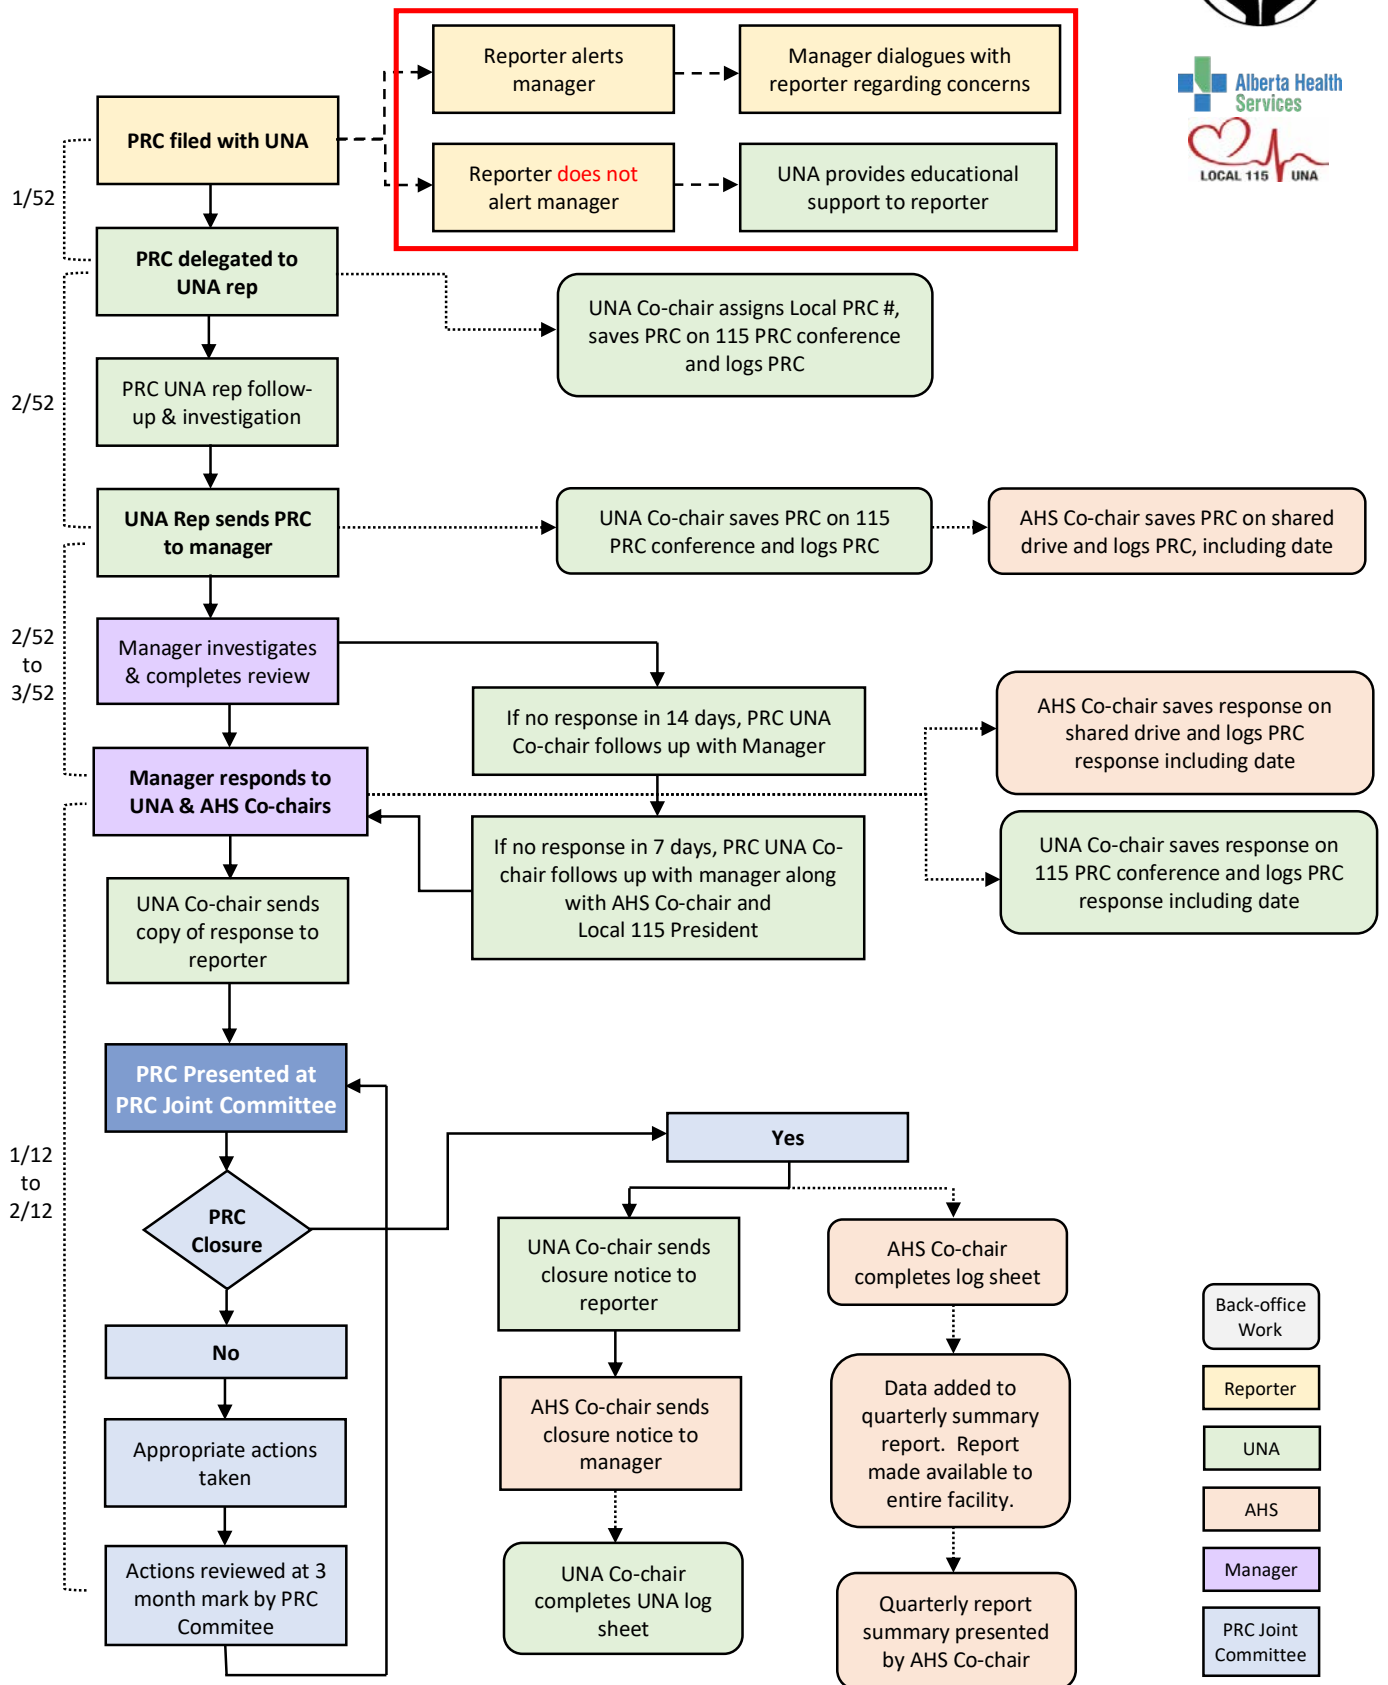 Reporter alerts
manager
Manager dialogues with
reporter regarding concerns
Alberta Health
Services
LOCAL 115 UNA
PRC filed with UNA
Reporter does not
alert manager
UNA provides educational
support to reporter
1/52
PRC delegated to
UNA rep
UNA Co-chair assigns Local PRC #,
saves PRC on 115 PRC conference
and logs PRC
PRC UNA rep follow-
up & investigation
2/52
UNA Rep sends PRC
to manager
UNA Co-chair saves PRC on 115
PRC conference and logs PRC
AHS Co-chair saves PRC on shared
drive and logs PRC, including date
2/52
to
3/52
Manager investigates
& completes review
If no response in 14 days, PRC UNA
Co-chair follows up with Manager
AHS Co-chair saves response on
shared drive and logs PRC
response including date
Manager responds to
UNA & AHS Co-chairs
If no response in 7 days, PRC UNA Co-
chair follows up with manager along
with AHS Co-chair and
Local 115 President
UNA Co-chair saves response on
115 PRC conference and logs PRC
response including date
UNA Co-chair sends
copy of response to
reporter
PRC Presented at
PRC Joint Committee
1/12
to
2/12
Yes
PRC
Closure
UNA Co-chair sends
closure notice to
reporter
AHS Co-chair
completes log sheet
No
AHS Co-chair sends
closure notice to
manager
Data added to
quarterly summary
report. Report
made available to
entire facility.
Appropriate actions
taken
Actions reviewed at 3
month mark by PRC
Commitee
UNA Co-chair
completes UNA log
sheet
Quarterly report
summary presented
by AHS Co-chair
Back-office
Work
Reporter
UNA
AHS
Manager
PRC Joint
Committee